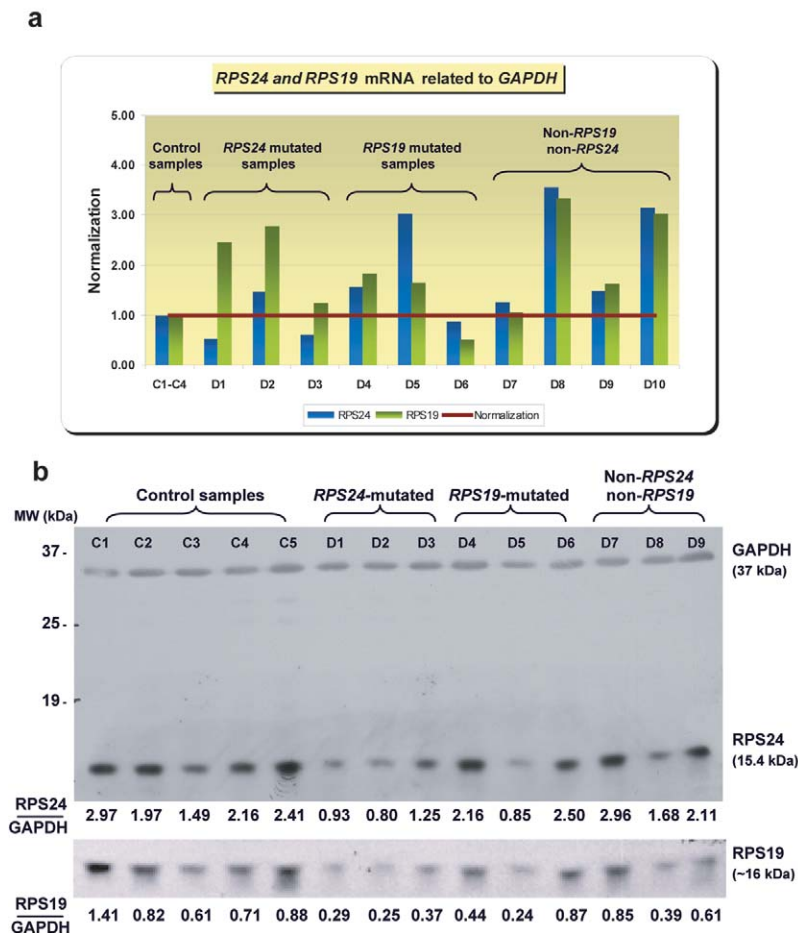 a
RPS24 and RPS19 mRNA related to GAPDH
Normalization
5.00
4.00
3.00
2.00
1.00
0.00
Control
samples
RPS24 mutated
samples
RPS19 mutated
samples
Non-RPS19
non-RPS24
C1-C4 D1 D2 D3 D4 D5 D6 D7 D8 D9 D10
RPS24 RPS19 Normalization
b
Control samples
RPS24-mutated
RPS19-mutated
Non-RPS24
non-RPS19
MW (kDa)
C1 C2 C3 C4 C5 D1 D2 D3 D4 D5 D6 D7 D8 D9
37-
25-
19-
GAPDH
(37 kDa)
RPS24
(15.4 kDa)
RPS24
GAPDH
2.97 1.97 1.49 2.16 2.41 0.93 0.80 1.25 2.16 0.85 2.50 2.96 1.68 2.11
RPS19
(~16 kDa)
RPS19
GAPDH
1.41 0.82 0.61 0.71 0.88 0.29 0.25 0.37 0.44 0.24 0.87 0.85 0.39 0.61